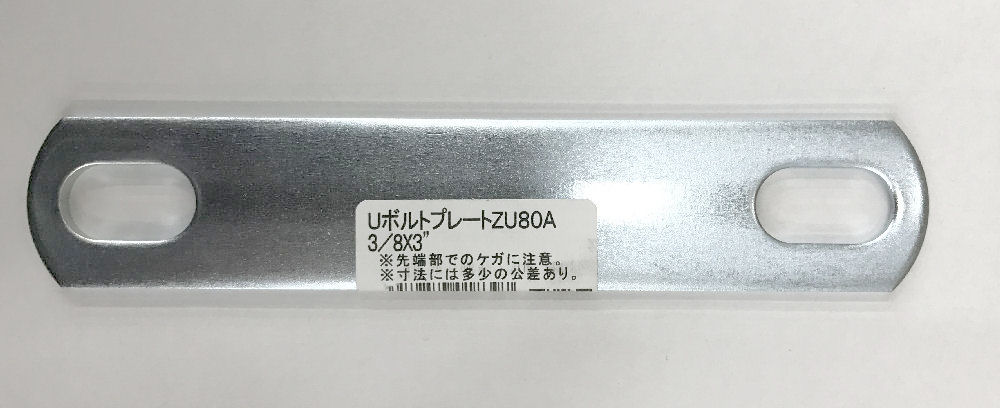 UボルトプレートZU80A
3/8X3"
※先端部でのケガに注意。
※寸法には多少の公差あり。